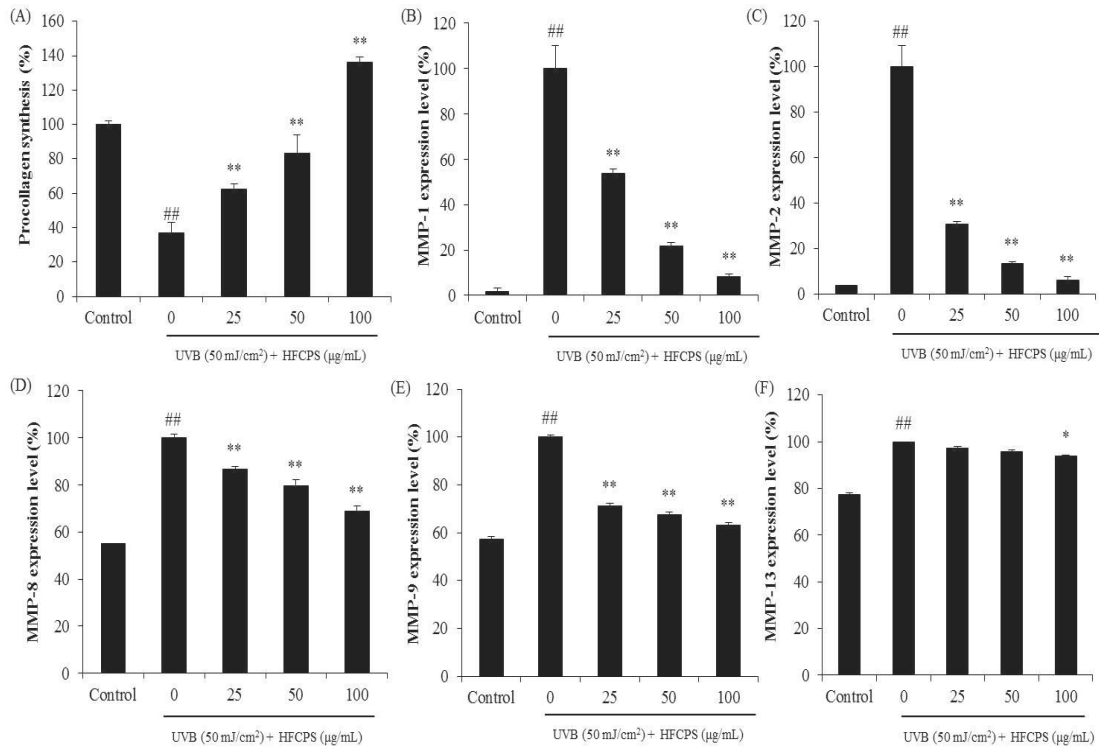 (A)
Procollagen synthesis (%)
160
140
120
100
80
60
40
20
0
##
**
**
**
Control 0 25 50 100
UVB (50 mJ/cm²) + HFCPS (μg/mL)
(B)
MMP-1 expression level (%)
120
100
80
60
40
20
0
##
**
**
**
Control 0 25 50 100
UVB (50 mJ/cm²) + HFCPS (μg/mL)
(C)
MMP-2 expression level (%)
120
100
80
60
40
20
0
##
**
**
**
Control 0 25 50 100
UVB (50 mJ/cm²) + HFCPS (μg/mL)
(D)
MMP-8 expression level (%)
120
100
80
60
40
20
0
##
**
**
**
Control 0 25 50 100
UVB (50 mJ/cm²) + HFCPS (μg/mL)
(E)
MMP-9 expression level (%)
120
100
80
60
40
20
0
##
**
**
**
Control 0 25 50 100
UVB (50 mJ/cm²) + HFCPS (μg/mL)
(F)
MMP-13 expression level (%)
120
100
80
60
40
20
0
##
*
Control 0 25 50 100
UVB (50 mJ/cm²) + HFCPS (μg/mL)